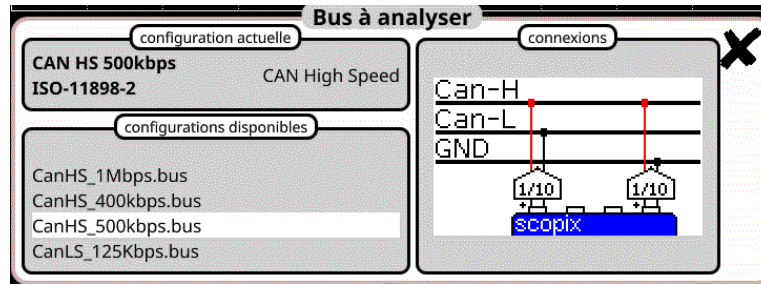 Bus à analyser
configuration actuelle
CAN HS 500kbps
ISO-11898-2
CAN High Speed
configurations disponibles
CanHS_1Mbps.bus
CanHS_400kbps.bus
CanHS_500kbps.bus
CanLS_125Kbps.bus
connexions
Can-H
Can-L
GND
1/10 1/10
scopix